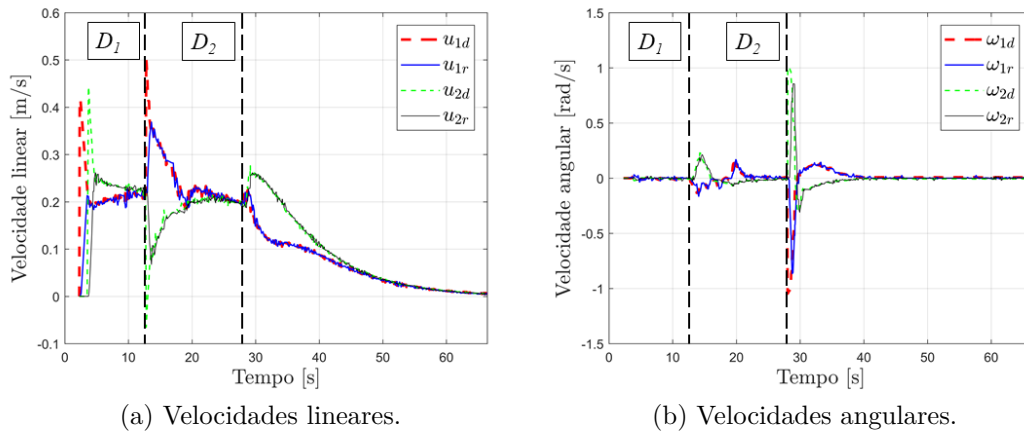 0.6
0.5
0.4
0.3
0.2
0.1
0
-0.1
Velocidade linear [m/s]
D1
D2
u1d
u1r
u2d
u2r
0 10 20 30 40 50 60
Tempo [s]
(a) Velocidades lineares.
1.5
1
0.5
0
-0.5
-1
-1.5
Velocidade angular [rad/s]
D1
D2
ω1d
ω1r
ω2d
ω2r
0 10 20 30 40 50 60
Tempo [s]
(b) Velocidades angulares.